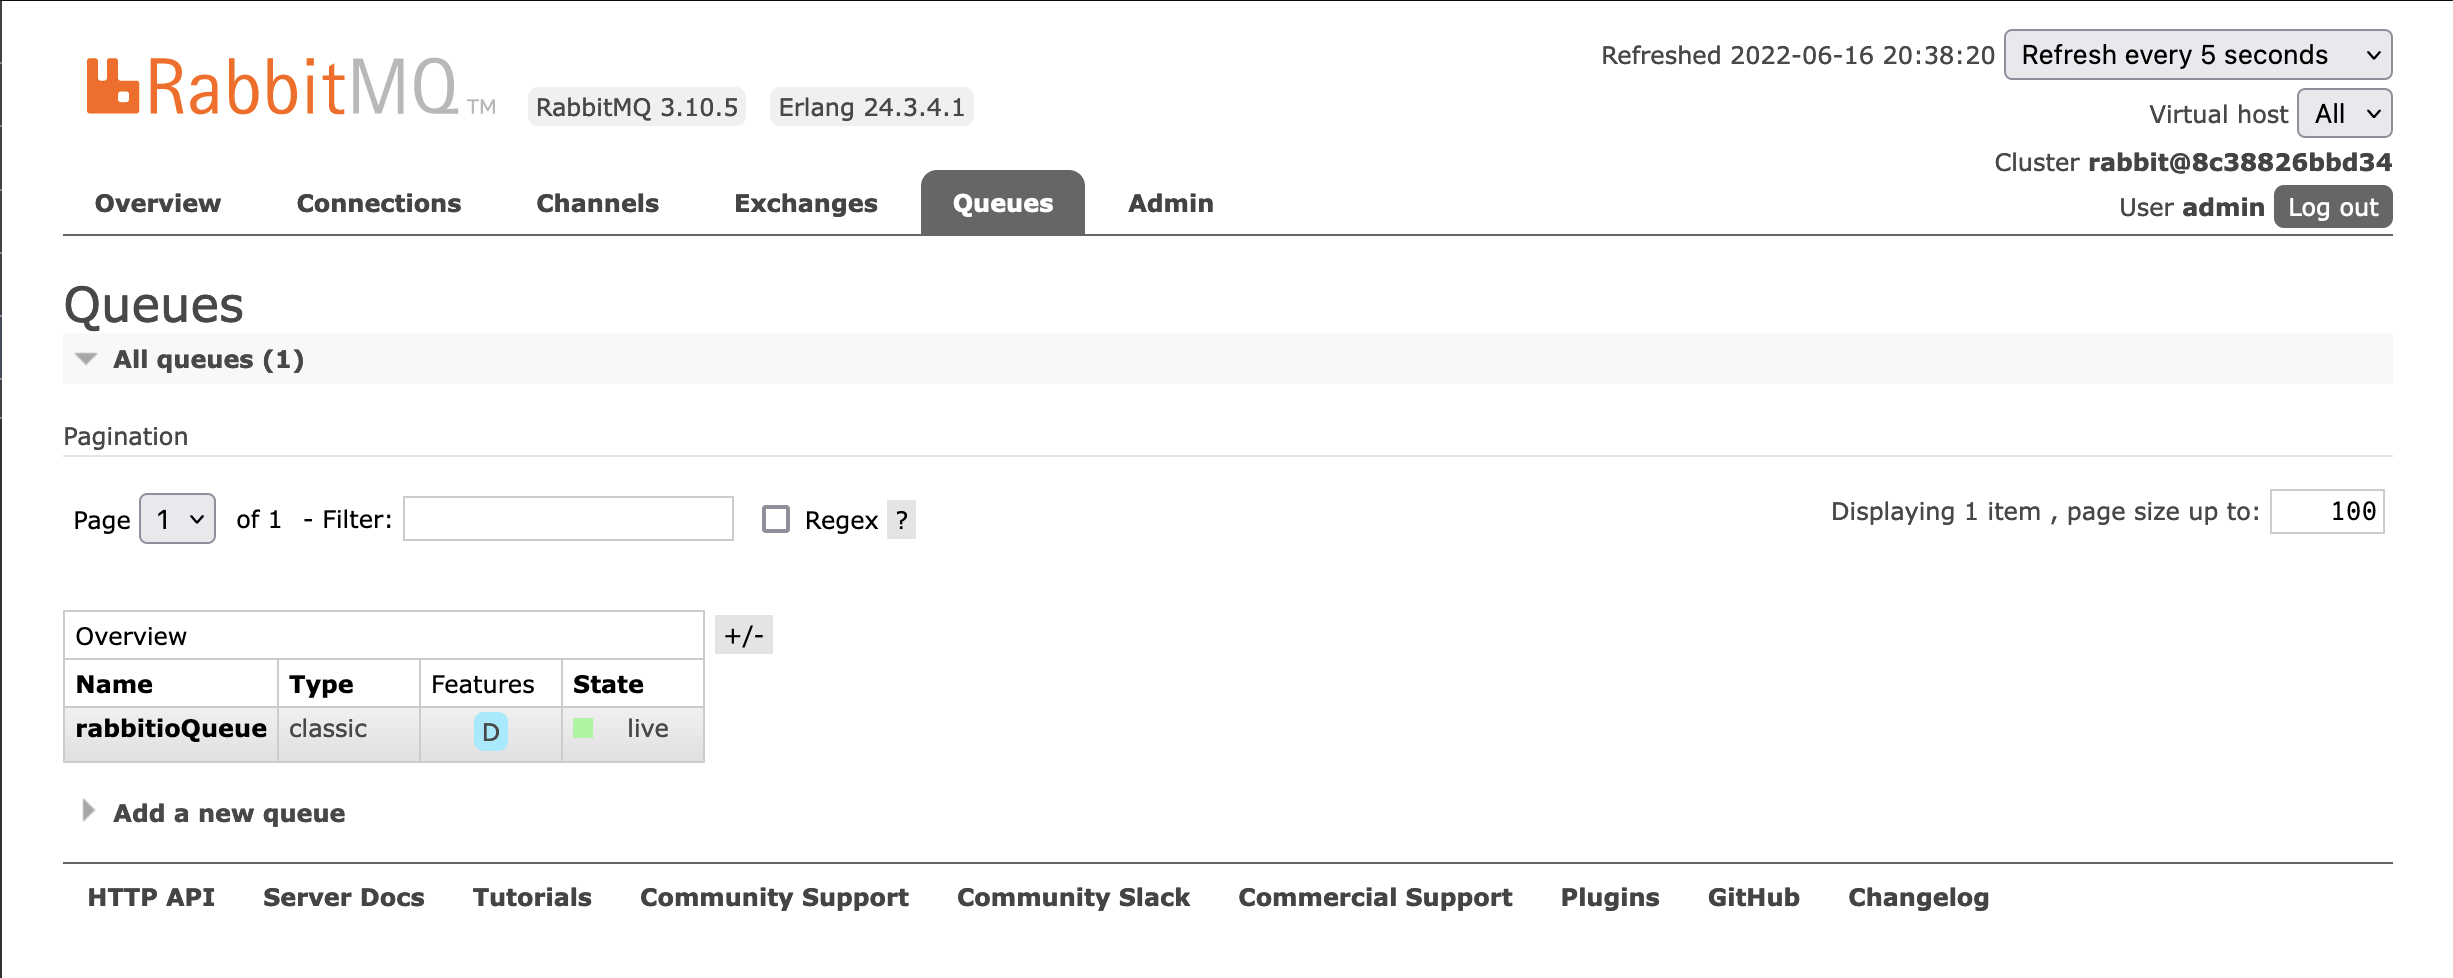 Refreshed 2022-06-16 20:38:20 Refresh every 5 seconds
RabbitMQ TM RabbitMQ 3.10.5 Erlang 24.3.4.1
Virtual host All
Cluster rabbit@8c38826bbd34
User admin Log out
Overview Connections Channels Exchanges Queues Admin
Queues
All queues (1)
Pagination
Page 1 of 1 - Filter: Regex ? Displaying 1 item , page size up to: 100
Overview +/-
Name Type Features State
rabbitioQueue classic D live
Add a new queue
HTTP API Server Docs Tutorials Community Support Community Slack Commercial Support Plugins GitHub Changelog